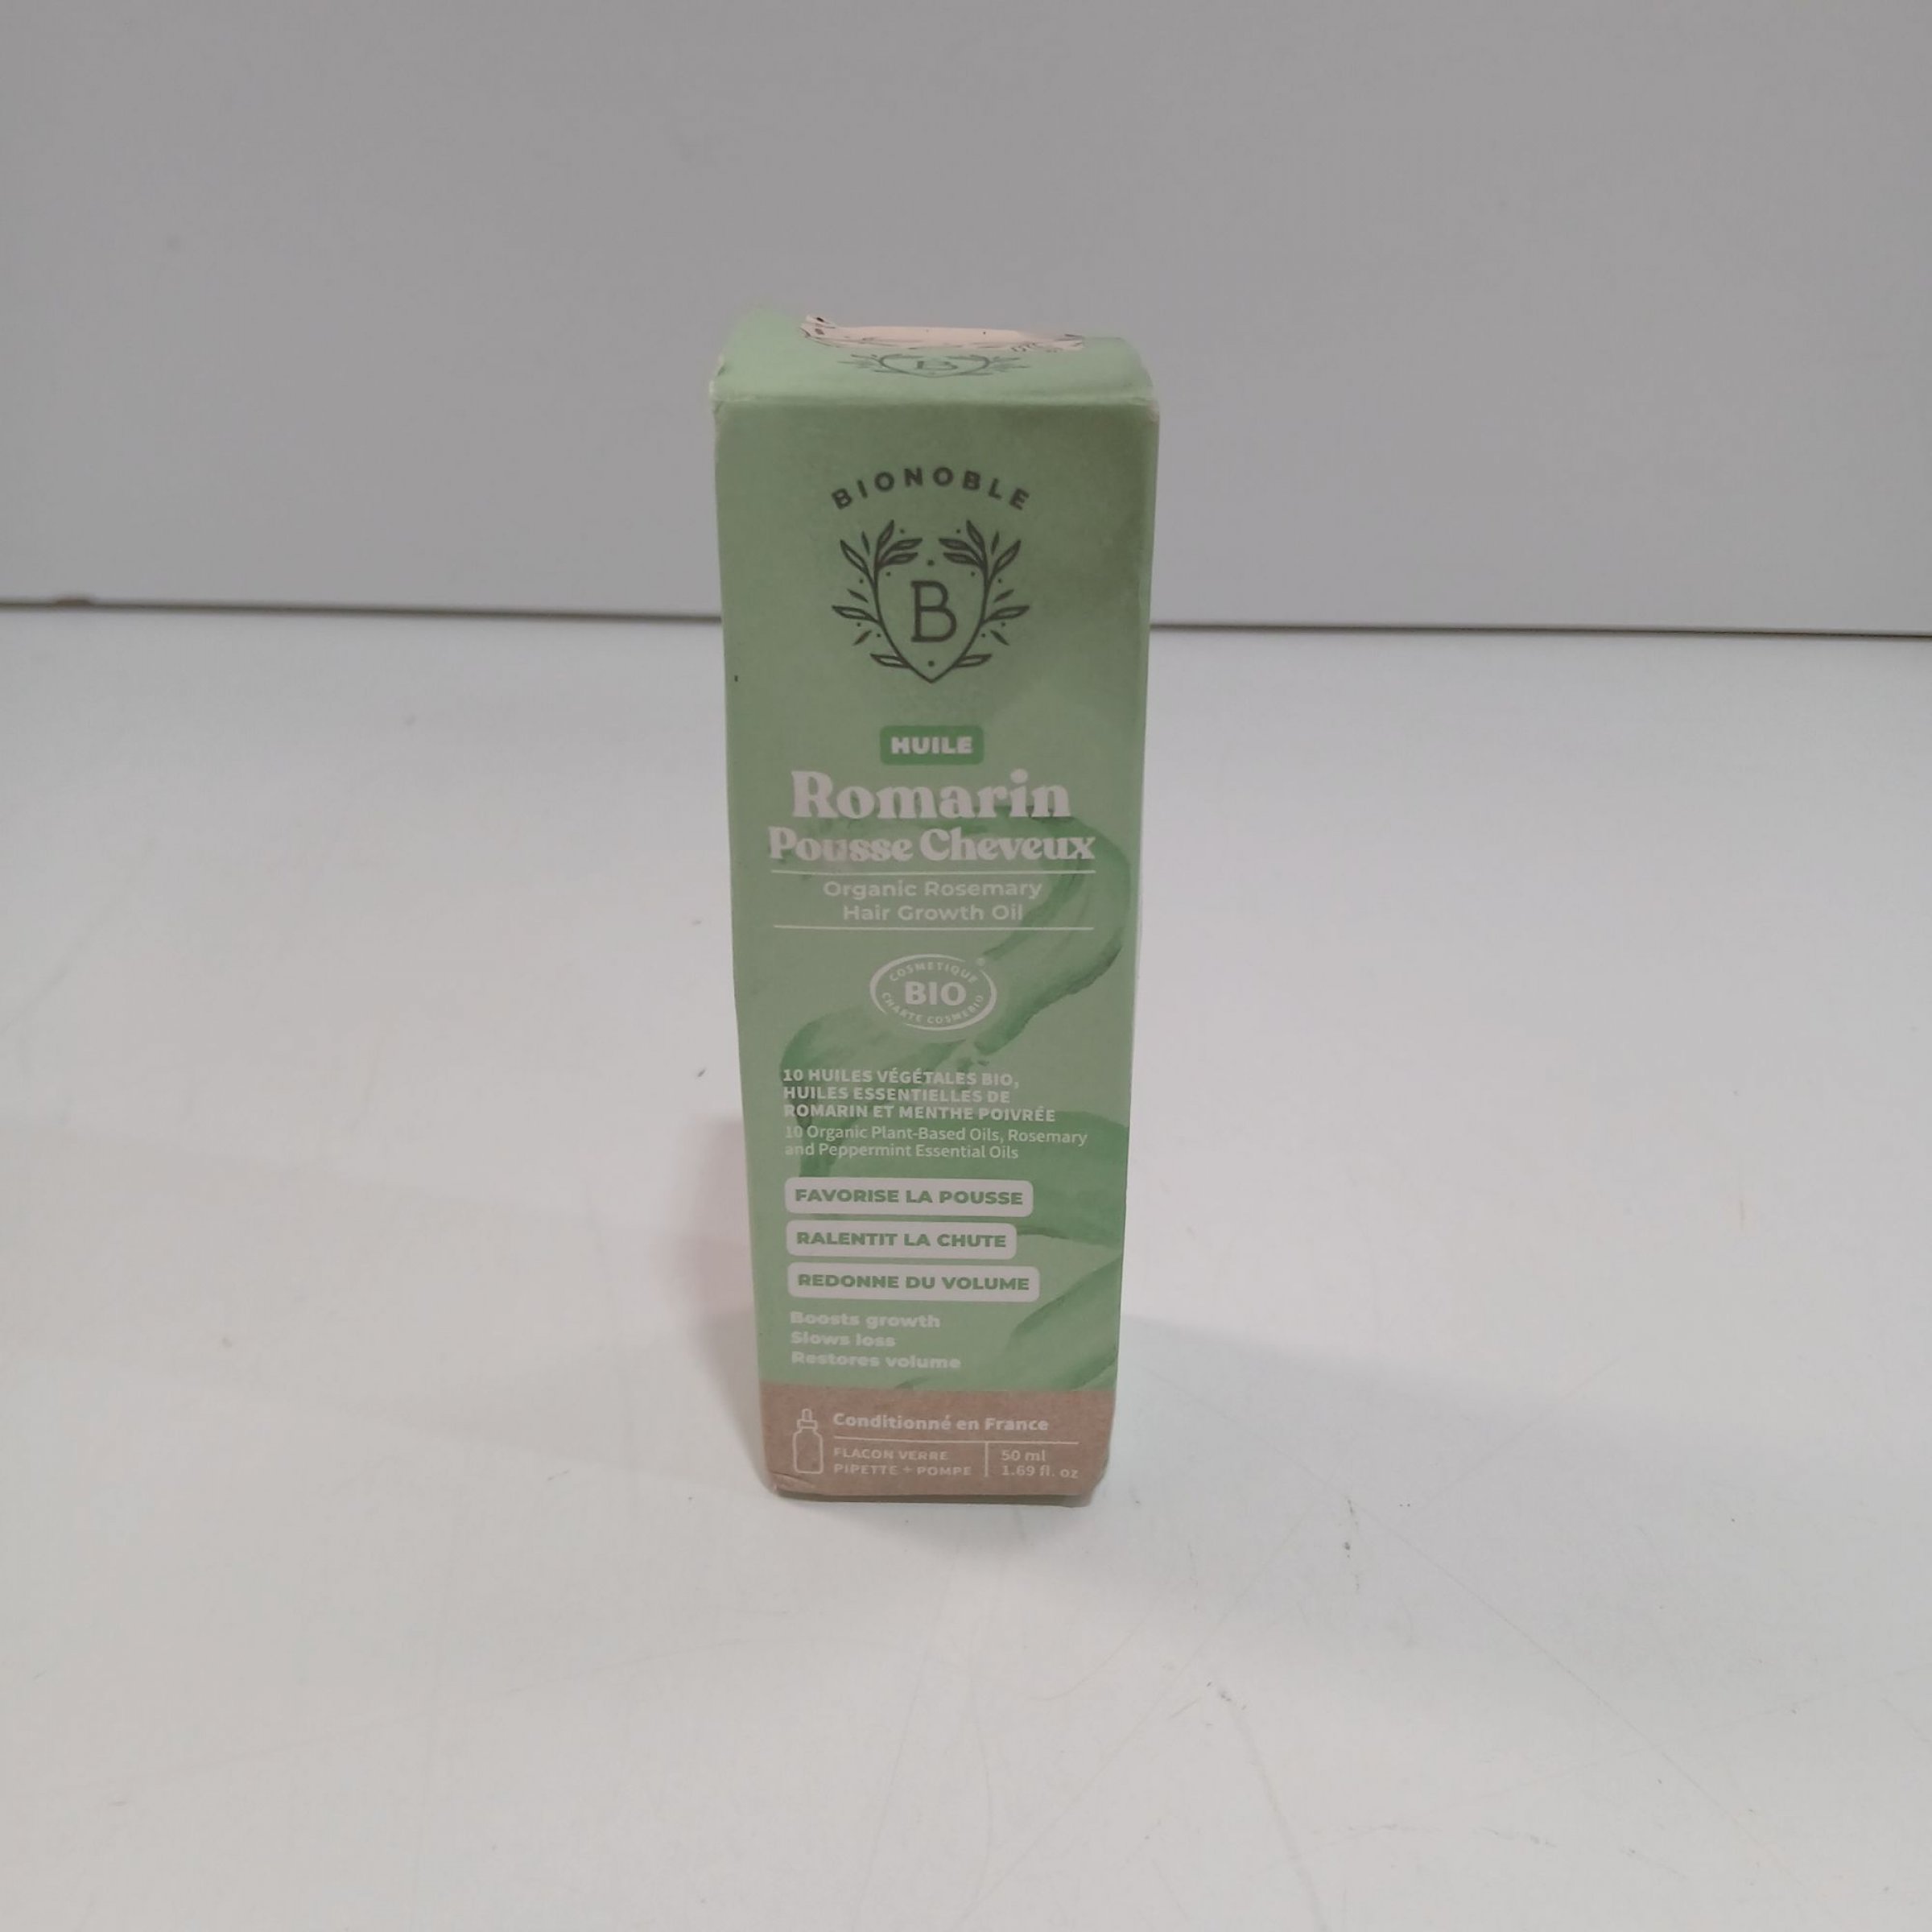 B
BIONOBLE
B
HUILE
Romarin
Pousse Cheveux
Organic Rosemary
Hair Growth Oil
COSMETIQUE ®
BIO
CHARTE COSMEBIO
10 HUILES VÉGÉTALES BIO,
HUILES ESSENTIELLES DE
ROMARIN ET MENTHE POIVRÉE
10 Organic Plant-Based Oils, Rosemary
and Peppermint Essential Oils
FAVORISE LA POUSSE
RALENTIT LA CHUTE
REDONNE DU VOLUME
Boosts growth
Slows loss
Restores volume
Conditionné en France
FLACON VERRE
PIPETTE + POMPE
50 ml
1.69 fl. oz